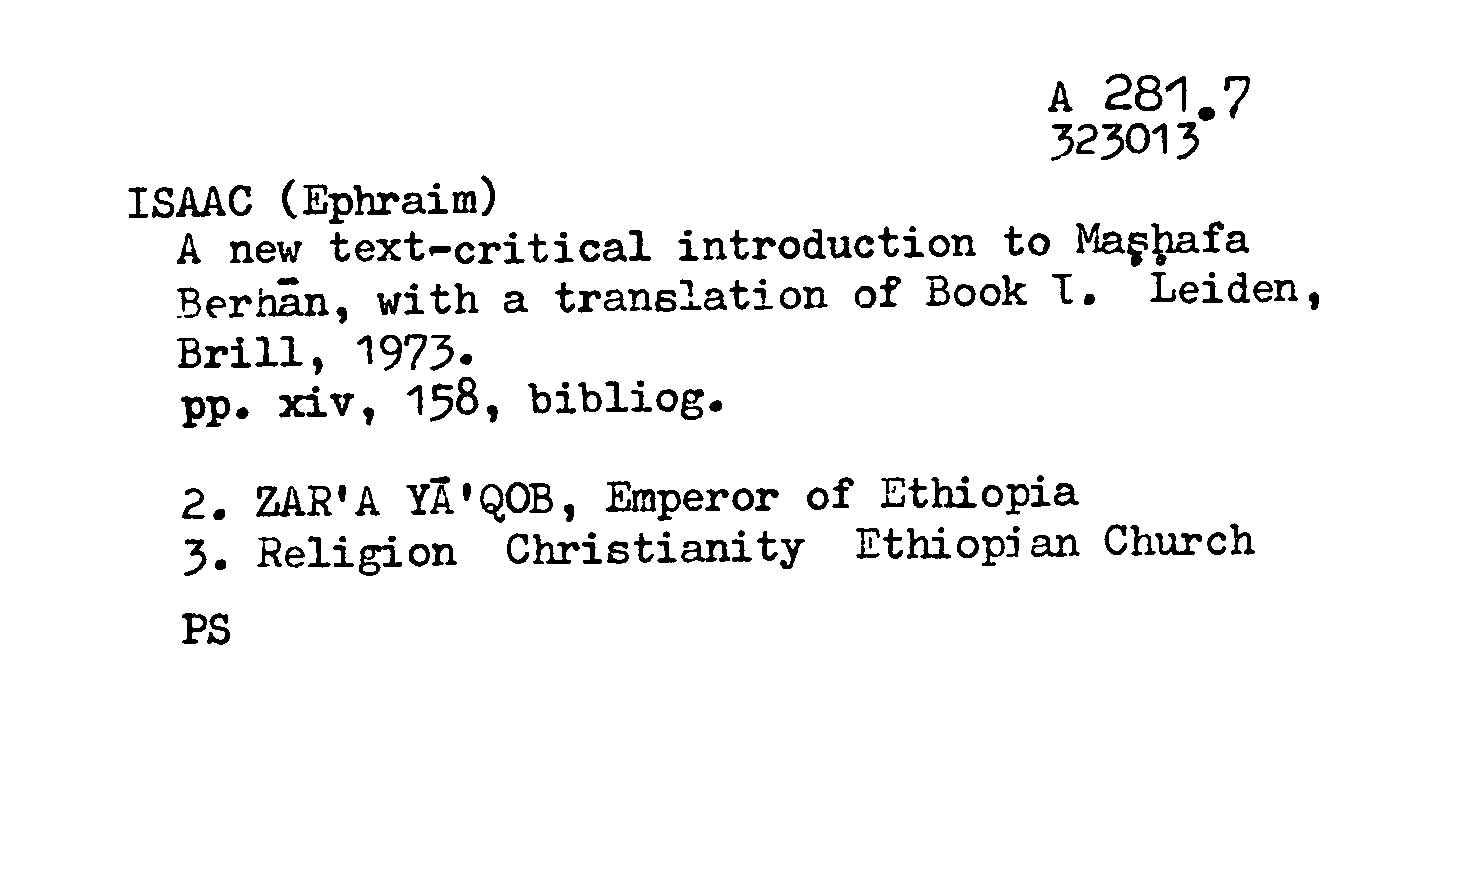 A 281.7
323013
ISAAC (Ephraim)
A new text-critical introduction to Maṣḥafa
Berhān, with a translation of Book I. Leiden,
Brill, 1973.
pp. xiv, 158, bibliog.
2. ZAR'A YĀ'QOB, Emperor of Ethiopia
3. Religion Christianity Ethiopian Church
PS